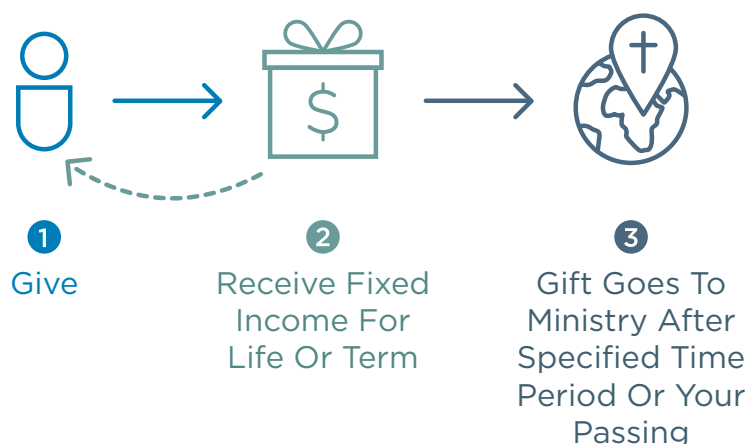 $
1
Give
2
Receive Fixed
Income For
Life Or Term
3
Gift Goes To
Ministry After
Specified Time
Period Or Your
Passing